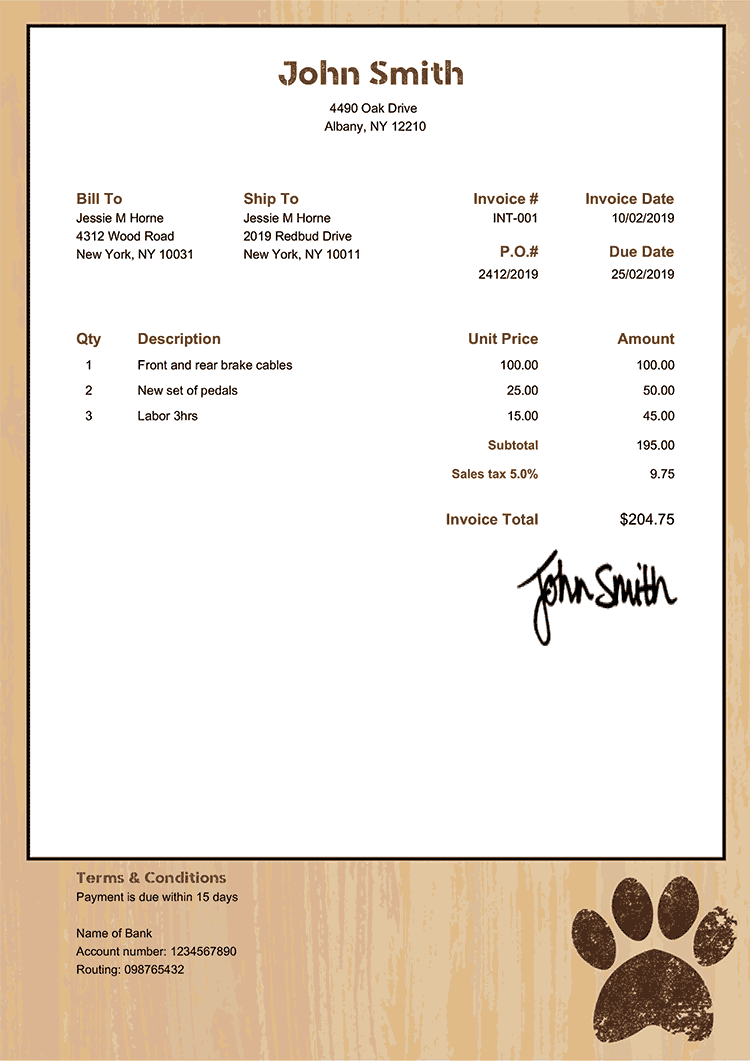 John Smith
4490 Oak Drive
Albany, NY 12210
Bill To Ship To Invoice # Invoice Date
Jessie M Horne Jessie M Horne INT-001 10/02/2019
4312 Wood Road 2019 Redbud Drive
New York, NY 10031 New York, NY 10011
P.O.# Due Date
2412/2019 25/02/2019
Qty Description Unit Price Amount
1 Front and rear brake cables 100.00 100.00
2 New set of pedals 25.00 50.00
3 Labor 3hrs 15.00 45.00
Subtotal 195.00
Sales tax 5.0% 9.75
Invoice Total $204.75
John Smith
Terms & Conditions
Payment is due within 15 days
Name of Bank
Account number: 1234567890
Routing: 098765432